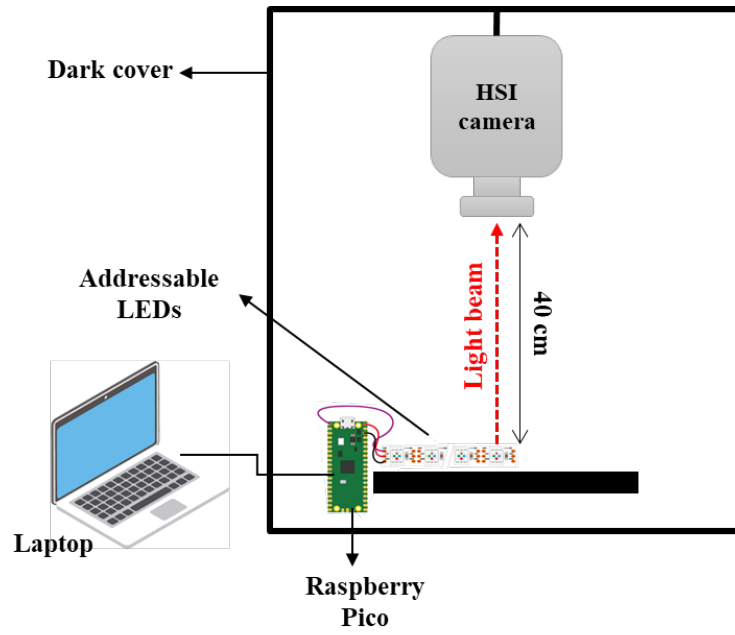 HSI
camera
Dark cover
Addressable
LEDs
Light beam
40 cm
Laptop
Raspberry
Pico